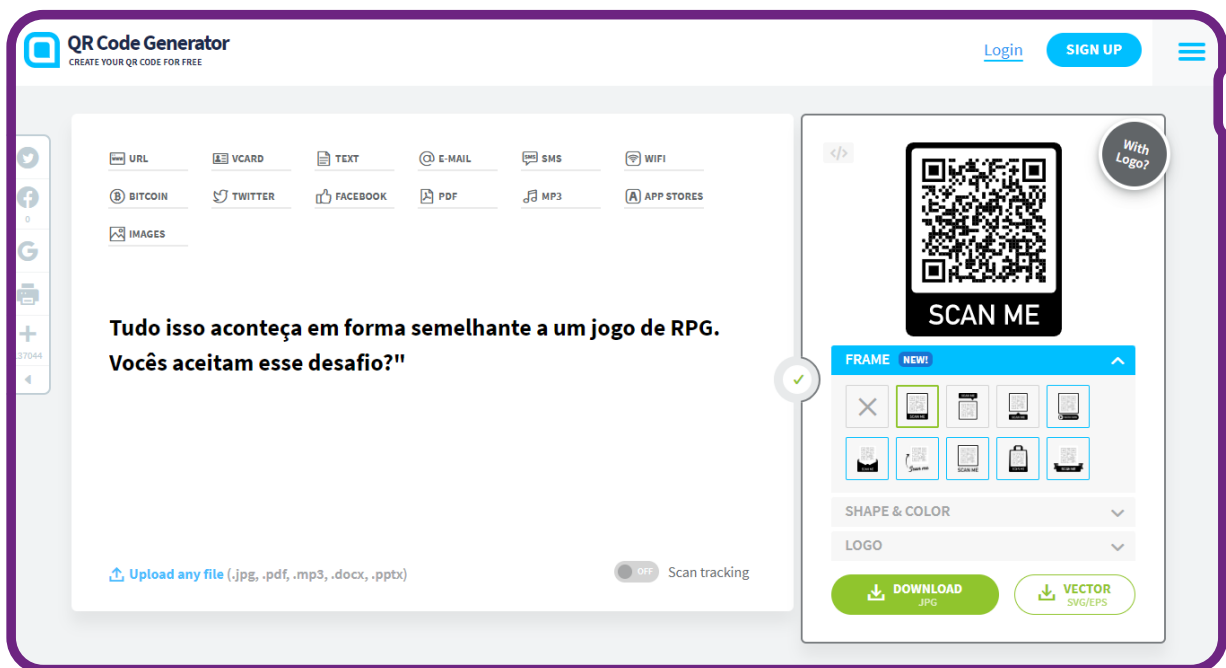 QR Code Generator
CREATE YOUR QR CODE FOR FREE
Login
SIGN UP
URL
VCARD
TEXT
E-MAIL
SMS
WIFI
BITCOIN
TWITTER
FACEBOOK
PDF
MP3
APP STORES
IMAGES
0
37044
Tudo isso aconteça em forma semelhante a um jogo de RPG.
Vocês aceitam esse desafio?"
Upload any file (.jpg, .pdf, .mp3, .docx, .pptx)
OFF
Scan tracking
</>
With
Logo?
SCAN ME
FRAME NEW!
SHAPE & COLOR
LOGO
DOWNLOAD
JPG
VECTOR
SVG/EPS